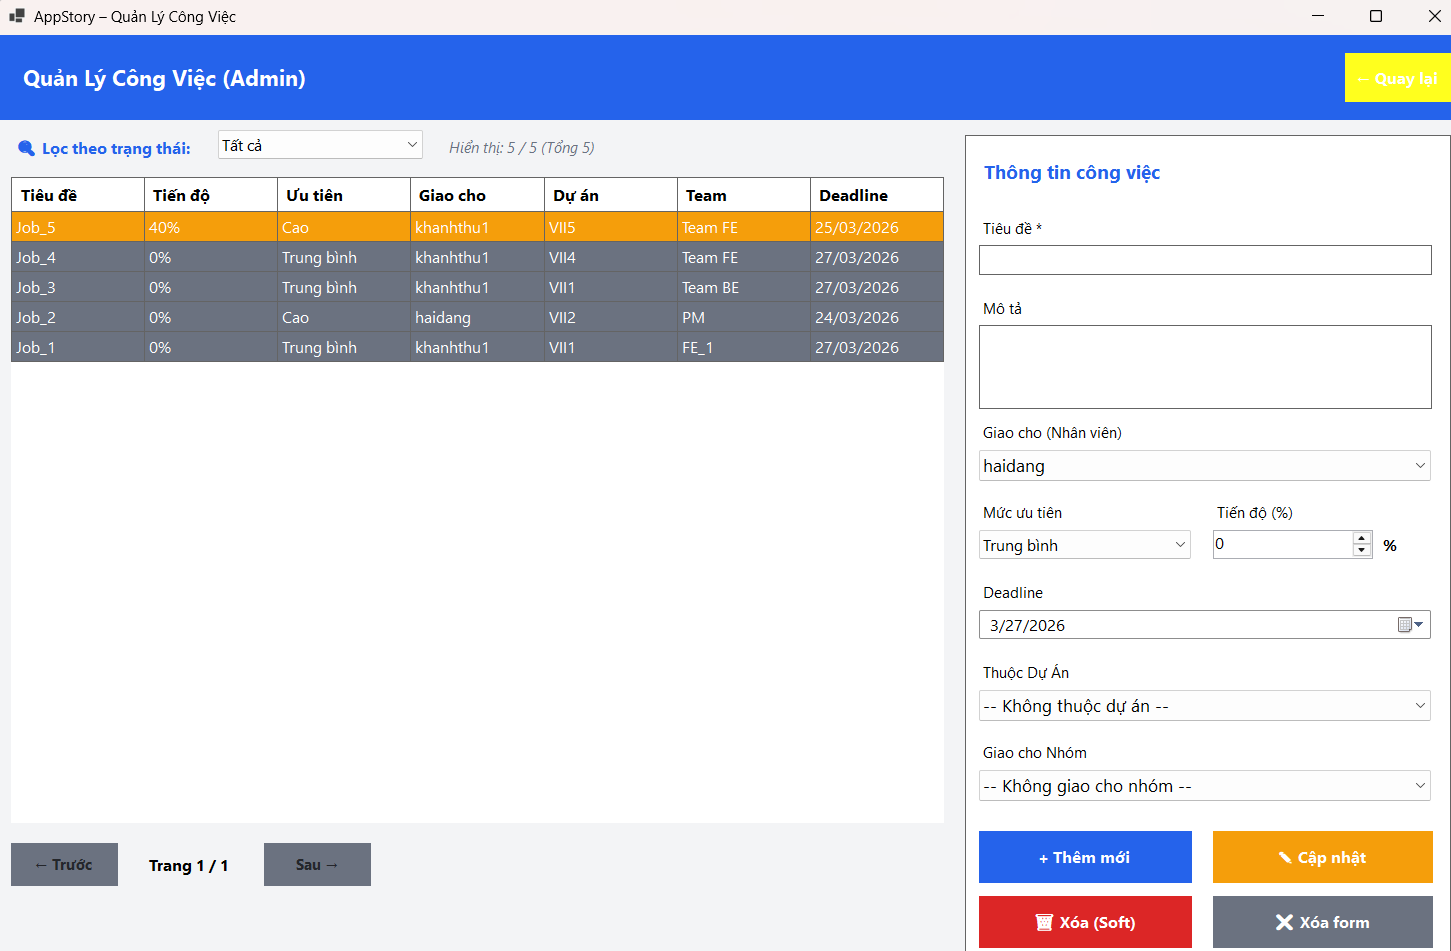 AppStory – Quản Lý Công Việc
Quản Lý Công Việc (Admin)
← Quay lại
Lọc theo trạng thái:
Tất cả
Hiển thị: 5 / 5 (Tổng 5)
Tiêu đề Tiến độ Ưu tiên Giao cho Dự án Team Deadline
Job_5 40% Cao khanhthu1 VII5 Team FE 25/03/2026
Job_4 0% Trung bình khanhthu1 VII4 Team FE 27/03/2026
Job_3 0% Trung bình khanhthu1 VII1 Team BE 27/03/2026
Job_2 0% Cao haidang VII2 PM 24/03/2026
Job_1 0% Trung bình khanhthu1 VII1 FE_1 27/03/2026
← Trước
Trang 1 / 1
Sau →
Thông tin công việc
Tiêu đề *
Mô tả
Giao cho (Nhân viên)
haidang
Mức ưu tiên Tiến độ (%)
Trung bình 0 %
Deadline
3/27/2026
Thuộc Dự Án
-- Không thuộc dự án --
Giao cho Nhóm
-- Không giao cho nhóm --
+ Thêm mới
Cập nhật
Xóa (Soft)
Xóa form